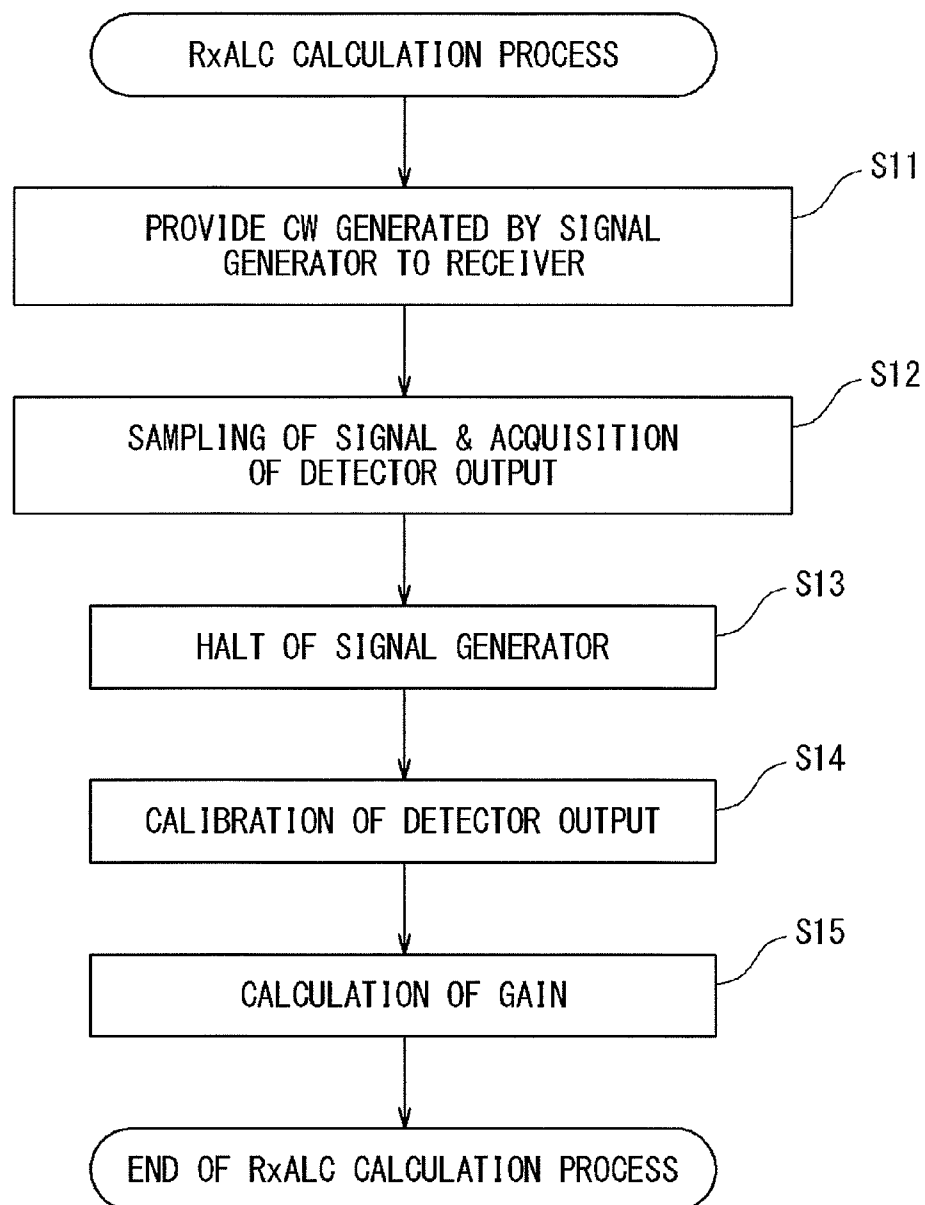 RxALC CALCULATION PROCESS
S11
PROVIDE CW GENERATED BY SIGNAL
GENERATOR TO RECEIVER
S12
SAMPLING OF SIGNAL & ACQUISITION
OF DETECTOR OUTPUT
S13
HALT OF SIGNAL GENERATOR
S14
CALIBRATION OF DETECTOR OUTPUT
S15
CALCULATION OF GAIN
END OF RxALC CALCULATION PROCESS